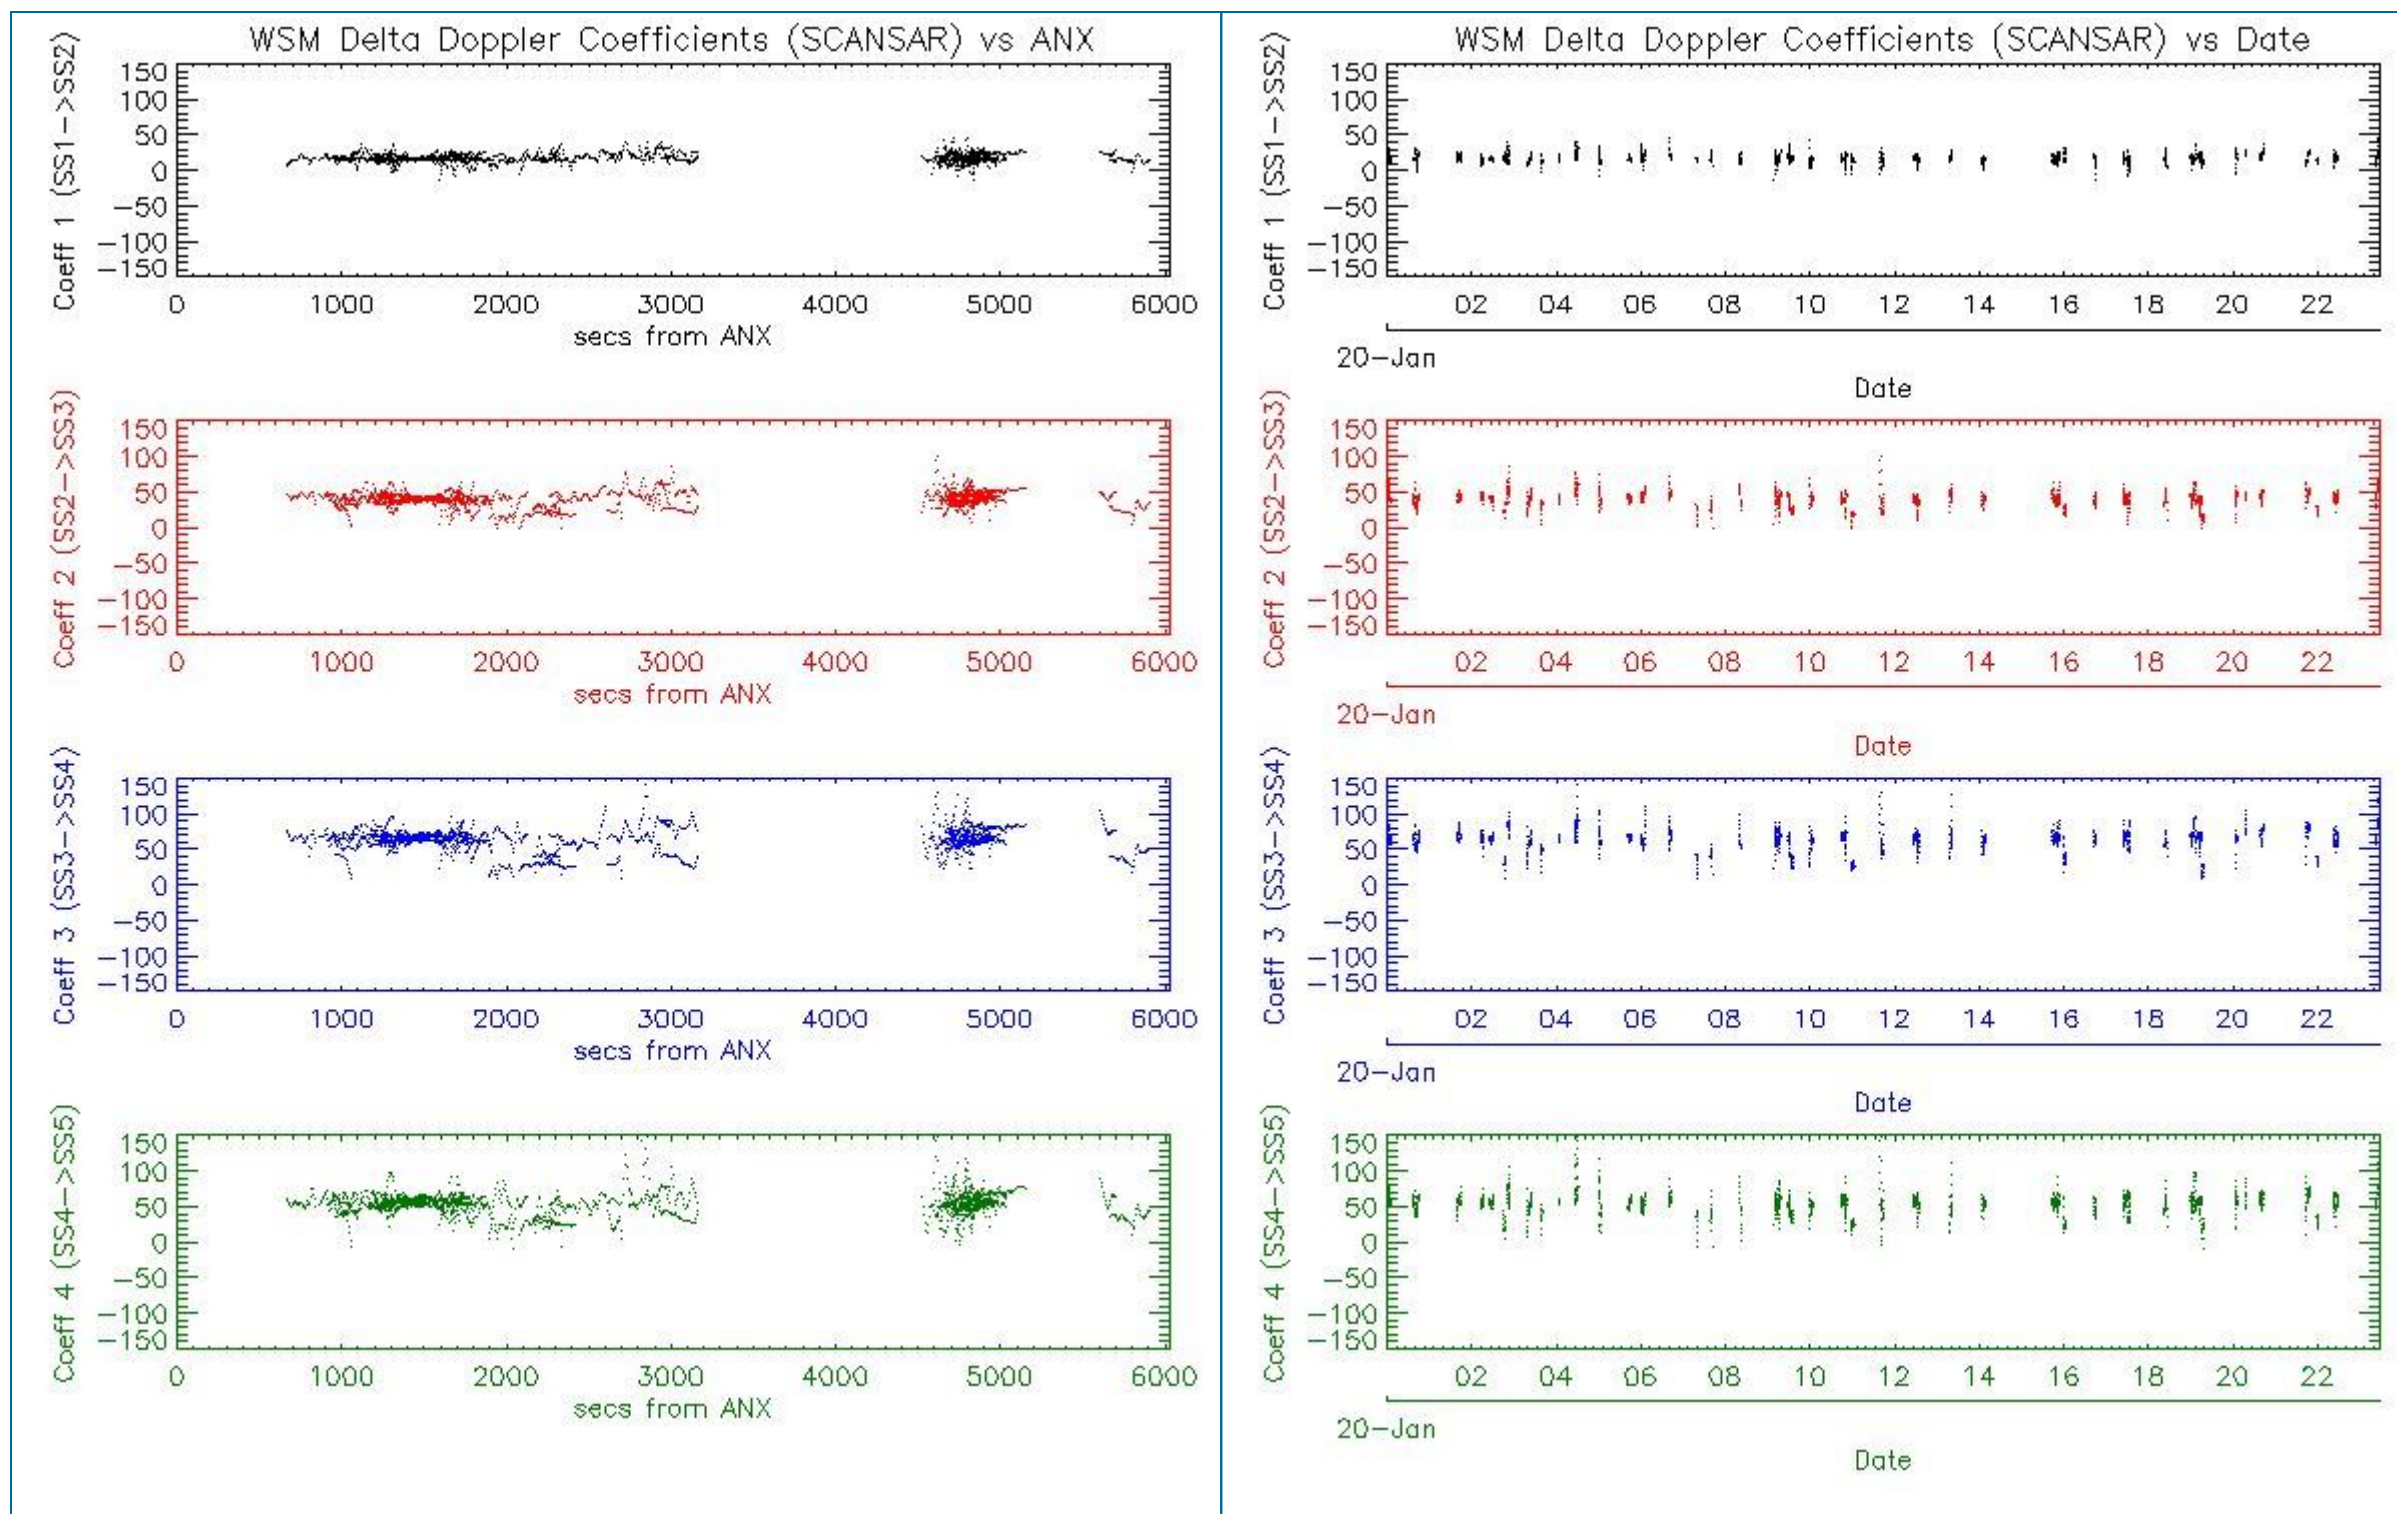 WSM Delta Doppler Coefficients (SCANSAR) vs ANX
Coeff 1 (SS1->SS2)
150
100
50
0
-50
-100
-150
0 1000 2000 3000 4000 5000 6000
secs from ANX
Coeff 2 (SS2->SS3)
150
100
50
0
-50
-100
-150
0 1000 2000 3000 4000 5000 6000
secs from ANX
Coeff 3 (SS3->SS4)
150
100
50
0
-50
-100
-150
0 1000 2000 3000 4000 5000 6000
secs from ANX
Coeff 4 (SS4->SS5)
150
100
50
0
-50
-100
-150
0 1000 2000 3000 4000 5000 6000
secs from ANX
WSM Delta Doppler Coefficients (SCANSAR) vs Date
Coeff 1 (SS1->SS2)
150
100
50
0
-50
-100
-150
02 04 06 08 10 12 14 16 18 20 22
20-Jan
Date
Coeff 2 (SS2->SS3)
150
100
50
0
-50
-100
-150
02 04 06 08 10 12 14 16 18 20 22
20-Jan
Date
Coeff 3 (SS3->SS4)
150
100
50
0
-50
-100
-150
02 04 06 08 10 12 14 16 18 20 22
20-Jan
Date
Coeff 4 (SS4->SS5)
150
100
50
0
-50
-100
-150
02 04 06 08 10 12 14 16 18 20 22
20-Jan
Date